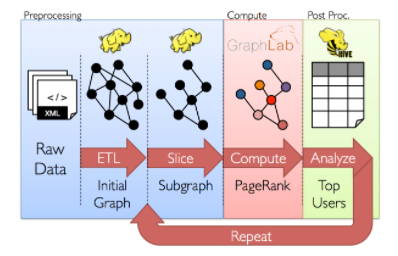 Preprocessing
Compute
Post Proc.
GraphLab
HIVE
</>
XML
Raw
Data
ETL
Slice
Compute
Analyze
Initial
Graph
Subgraph
PageRank
Top
Users
Repeat